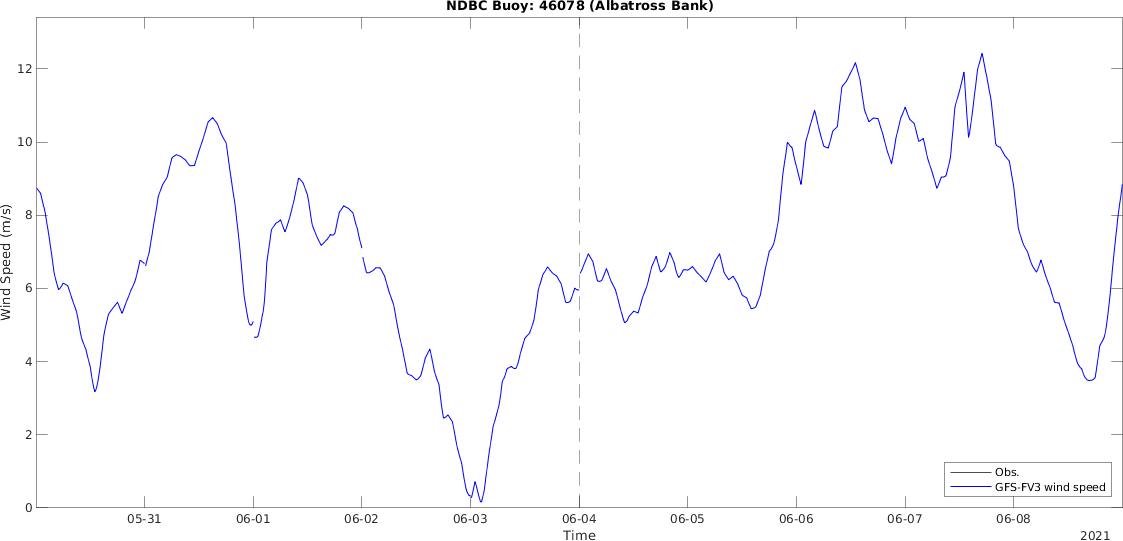 NDBC Buoy: 46078 (Albatross Bank)
Wind Speed (m/s)
12
10
8
6
4
2
0
05-31 06-01 06-02 06-03 06-04 06-05 06-06 06-07 06-08
Time
2021
Obs.
GFS-FV3 wind speed